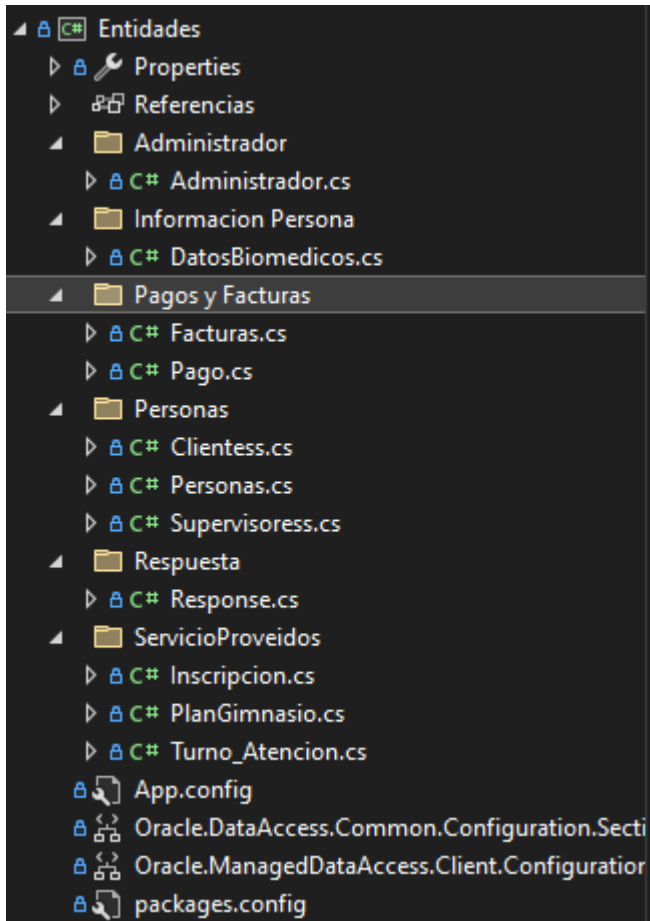 C# Entidades
Properties
Referencias
Administrador
C# Administrador.cs
Informacion Persona
C# DatosBiomedicos.cs
Pagos y Facturas
C# Facturas.cs
C# Pago.cs
Personas
C# Clientess.cs
C# Personas.cs
C# Supervisoress.cs
Respuesta
C# Response.cs
ServicioProveidos
C# Inscripcion.cs
C# PlanGimnasio.cs
C# Turno_Atencion.cs
App.config
Oracle.DataAccess.Common.Configuration.Secti
Oracle.ManagedDataAccess.Client.Configuration
packages.config